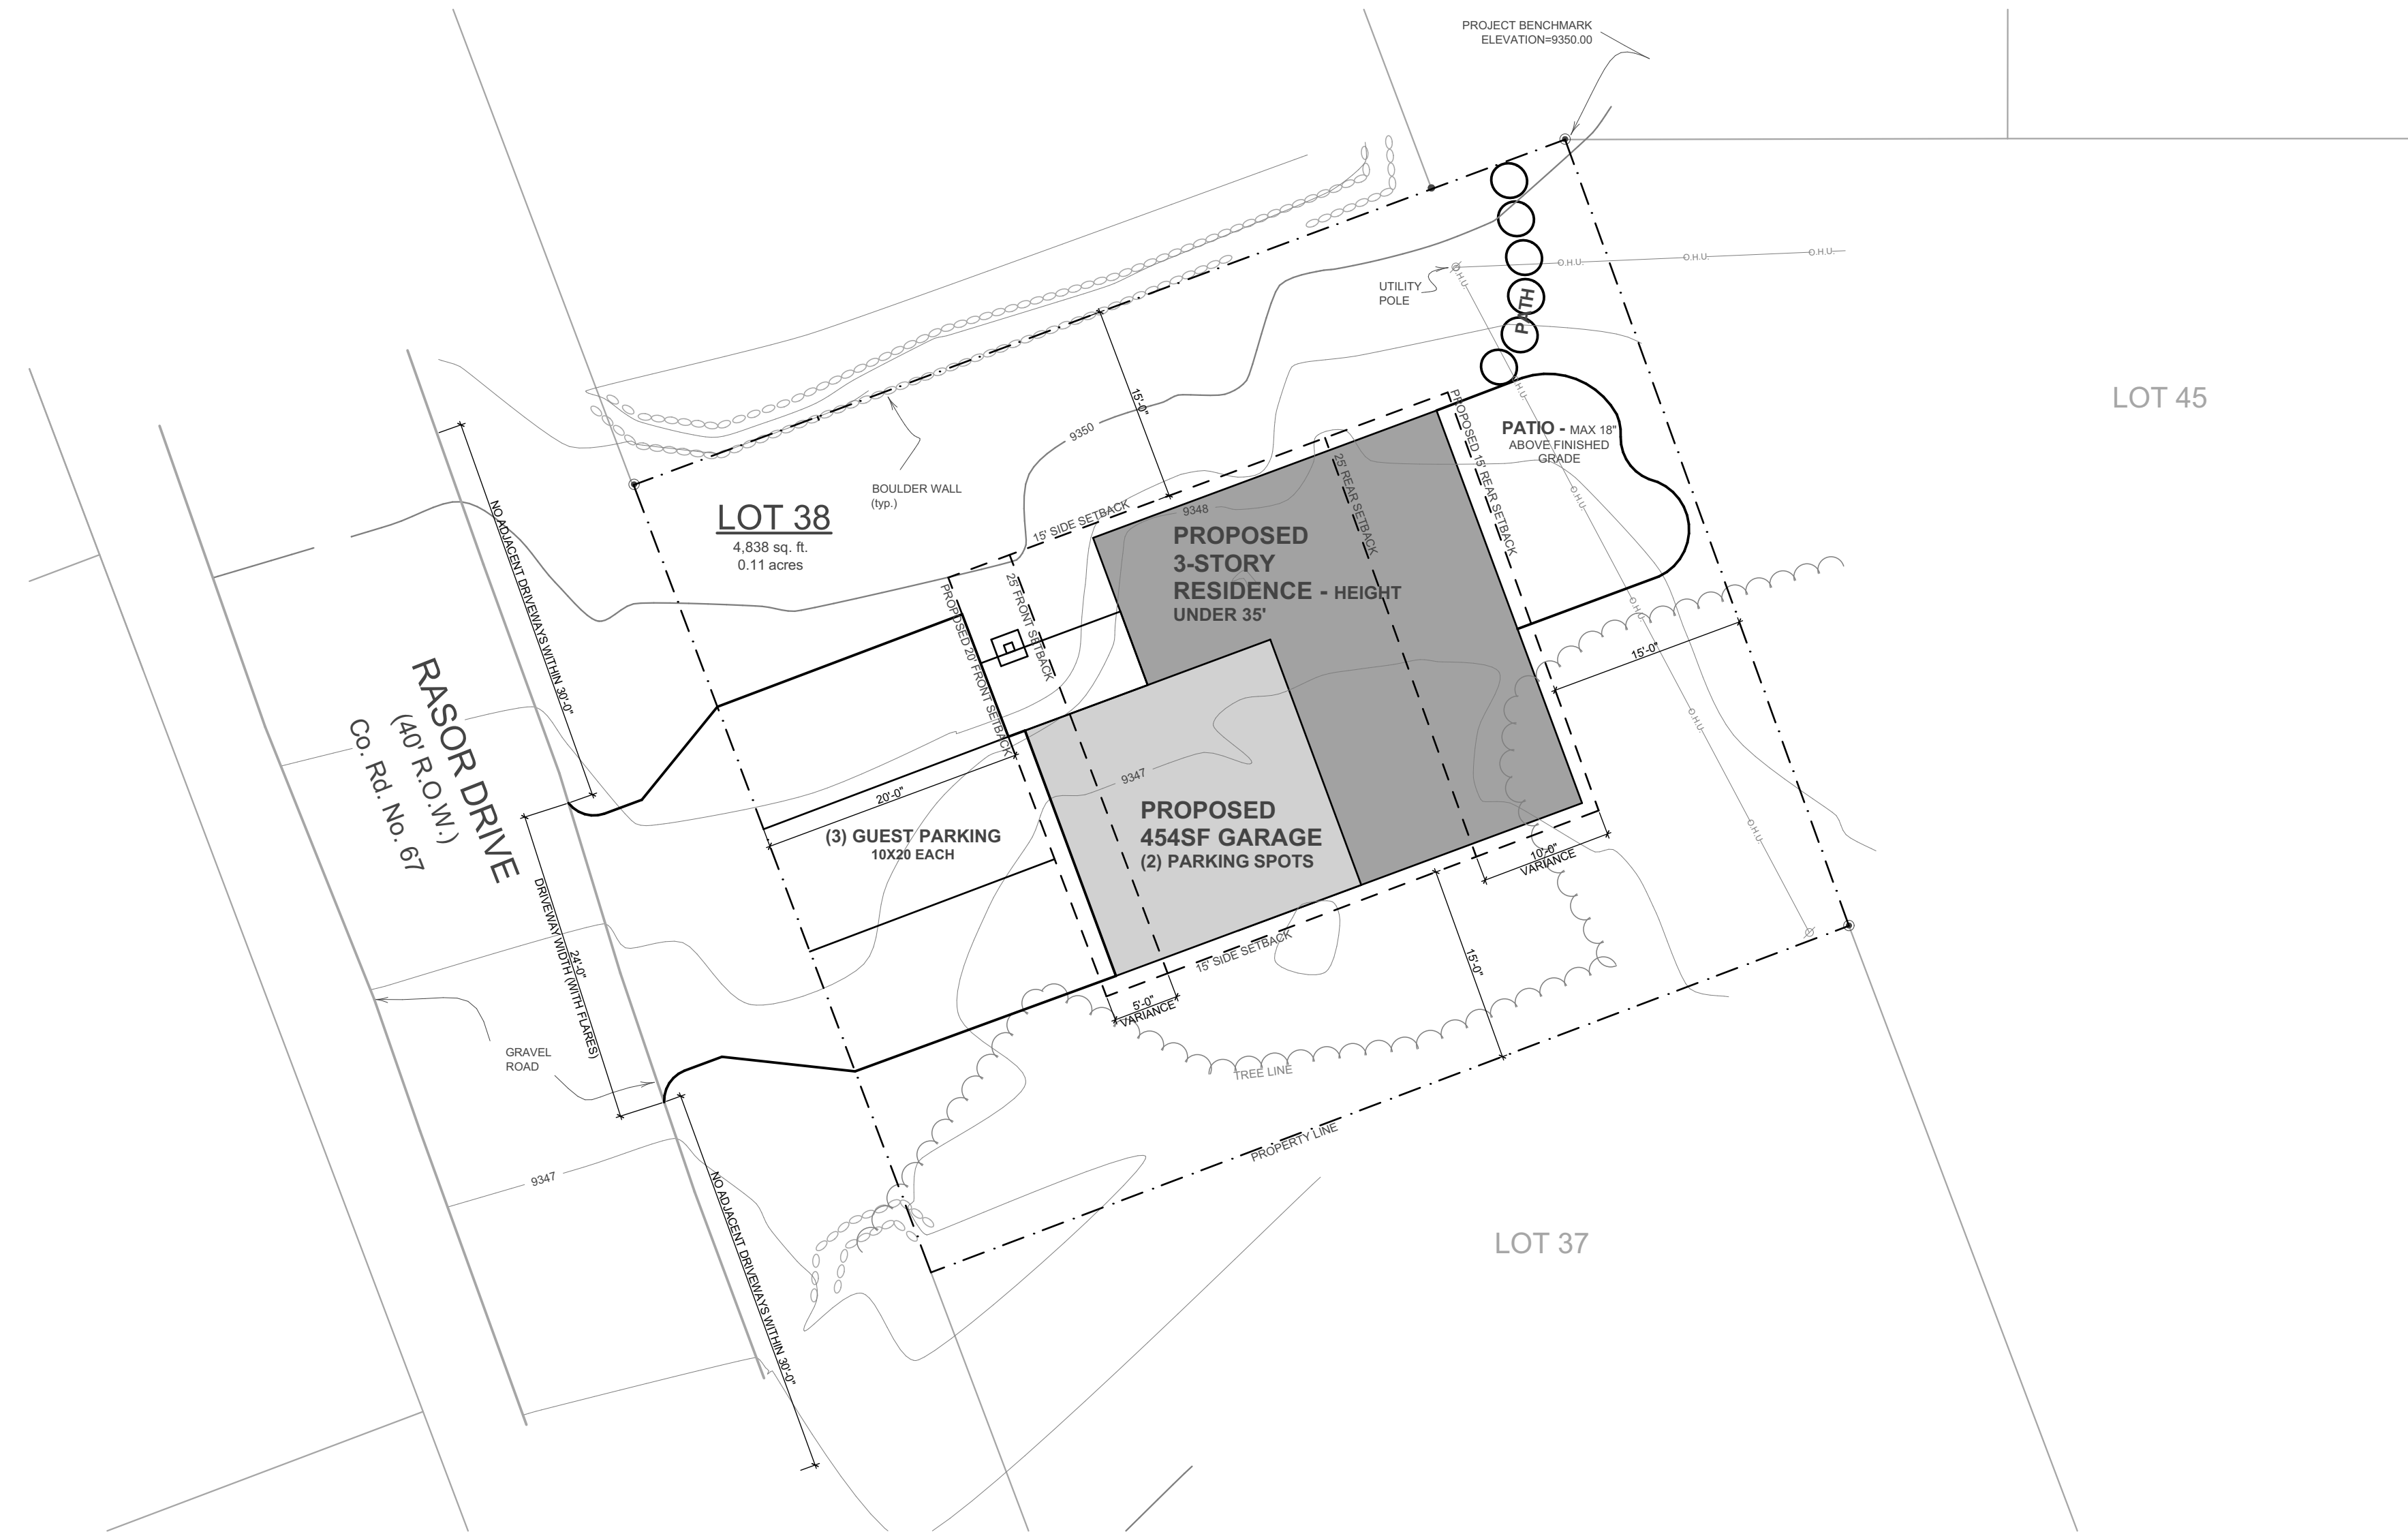 PROJECT BENCHMARK
ELEVATION=9350.00
O.H.U.
O.H.U.
O.H.U.
O.H.U.
UTILITY
POLE
PATH
O.H.U.
LOT 45
15'-0"
9350
PATIO - MAX 18"
ABOVE FINISHED
GRADE
PROPOSED 15' REAR SETBACK
25' REAR SETBACK
O.H.U.
BOULDER WALL
(typ.)
LOT 38
4,838 sq. ft.
0.11 acres
15' SIDE SETBACK
9348
PROPOSED
3-STORY
RESIDENCE - HEIGHT
UNDER 35'
NO ADJACENT DRIVEWAYS WITHIN 30'-0"
PROPOSED 20' FRONT SETBACK
25' FRONT SETBACK
O.H.U.
15'-0"
O.H.U.
RASOR DRIVE
(40' R.O.W.)
Co. Rd. No. 67
20'-0"
9347
(3) GUEST PARKING
10X20 EACH
PROPOSED
454SF GARAGE
(2) PARKING SPOTS
O.H.U.
10'-0"
VARIANCE
24'-0"
DRIVEWAY WIDTH (WITH FLARES)
15' SIDE SETBACK
15'-0"
5'-0"
VARIANCE
GRAVEL
ROAD
TREE LINE
PROPERTY LINE
9347
NO ADJACENT DRIVEWAYS WITHIN 30'-0"
LOT 37